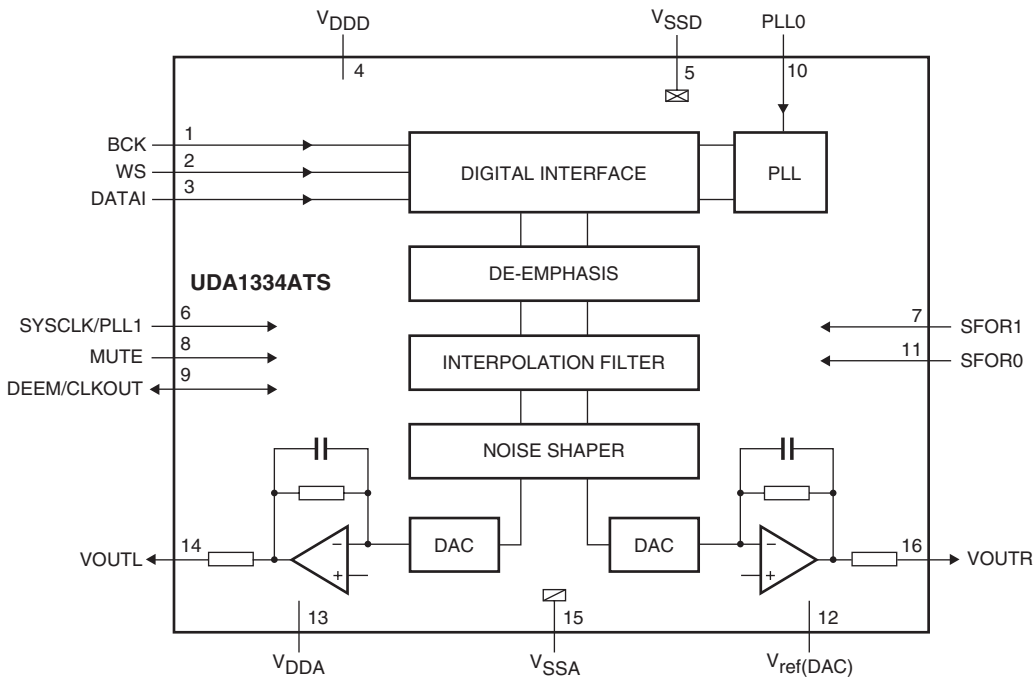 VDDD
VSSD
PLL0
4
5
10
BCK
1
WS
2
DATAI
3
DIGITAL INTERFACE
PLL
DE-EMPHASIS
UDA1334ATS
SYSCLK/PLL1
6
7
SFOR1
MUTE
8
INTERPOLATION FILTER
11
SFOR0
DEEM/CLKOUT
9
NOISE SHAPER
VOUTL
14
−
+
DAC
DAC
−
+
16
VOUTR
13
15
12
VDDA
VSSA
Vref(DAC)